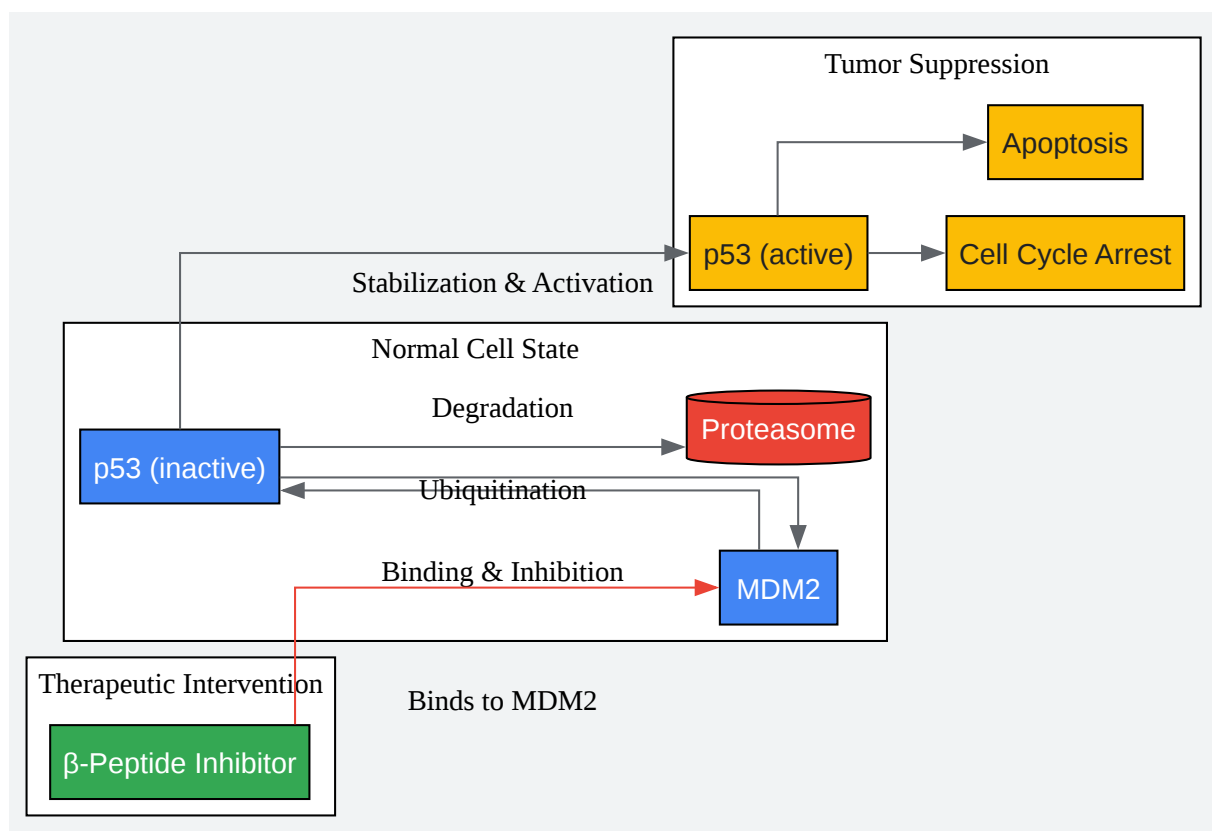 Tumor Suppression
Apoptosis
p53 (active)
Cell Cycle Arrest
Stabilization & Activation
Normal Cell State
Degradation
Proteasome
p53 (inactive)
Ubiquitination
Binding & Inhibition
MDM2
Therapeutic Intervention
Binds to MDM2
β-Peptide Inhibitor